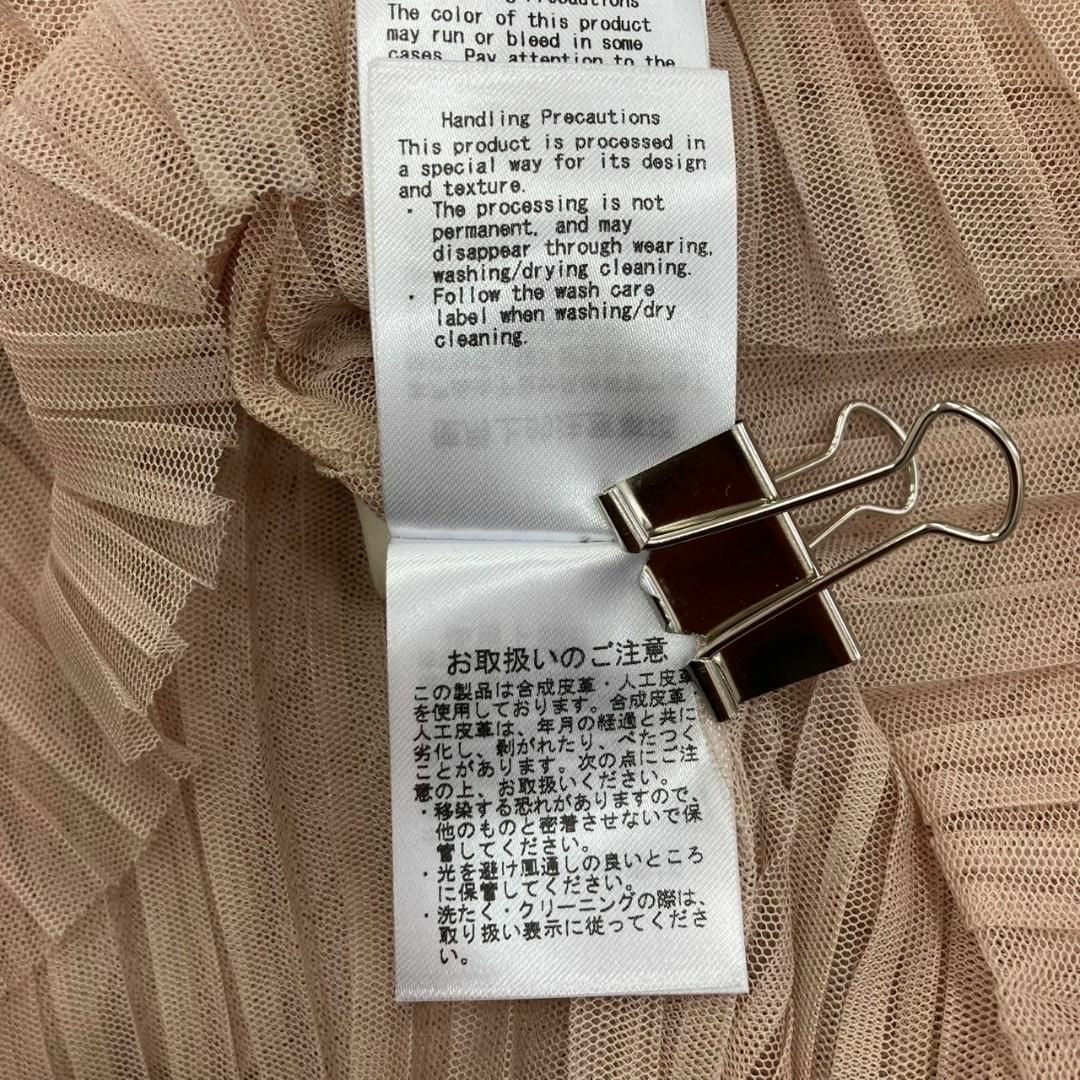 The color of this product
may run or bleed in some
cases. Pay attention to the
Handling Precautions
This product is processed in
a special way for its design
and texture.
・ The processing is not
permanent, and may
disappear through wearing,
washing/drying cleaning.
・ Follow the wash care
label when washing/dry
cleaning.
お取扱いのご注意
この製品は合成皮革・人工皮革
を使用しております。合成皮革
人工皮革は、年月の経過と共に
劣化し、剥がれたり、べたつく
ことがあります。次の点にご注
意の上、お取扱いください。
・移染する恐れがありますので、
他のものと密着させないで保
管してください。
・光を避け風通しの良いところ
に保管してください。
・洗たく・クリーニングの際は、
取り扱い表示に従ってくださ
い。